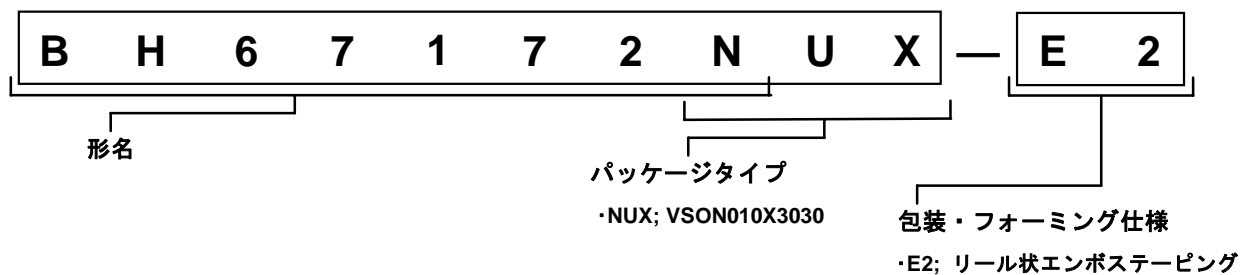 B H 6 7 1 7 2 N U X — E 2
形名
パッケージタイプ
・NUX; VSON010X3030
包装・フォーミング仕様
・E2; リール状エンボステーピング